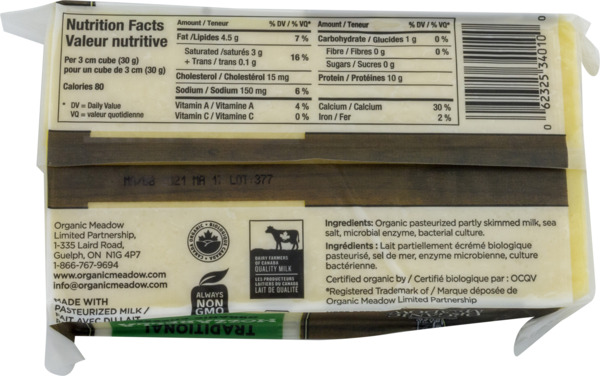 Nutrition Facts
Valeur nutritive
Per 3 cm cube (30 g)
pour un cube de 3 cm (30 g)
Calories 80
* DV = Daily Value
VQ = valeur quotidienne
Amount / Teneur % DV / % VQ*
Fat /Lipides 4.5 g 7 %
Saturated /saturés 3 g
+ Trans / trans 0.1 g 16 %
Cholesterol / Cholestérol 15 mg
Sodium / Sodium 150 mg 6 %
Vitamin A / Vitamine A 4 %
Vitamin C / Vitamine C 0 %
Amount / Teneur % DV / % VQ*
Carbohydrate / Glucides 1 g 0 %
Fibre / Fibres 0 g 0 %
Sugars / Sucres 0 g
Protein / Protéines 10 g
Calcium / Calcium 30 %
Iron / Fer 2 %
0 62325 34010 0
LOT 377
Organic Meadow
Limited Partnership,
1-335 Laird Road,
Guelph, ON N1G 4P7
1-866-767-9694
www.organicmeadow.com
info@organicmeadow.com
MADE WITH
PASTEURIZED MILK /
FAIT AVEC DU LAIT
DAIRY FARMERS
OF CANADA
QUALITY MILK
LES PRODUCTEURS
LAITIERS DU CANADA
LAIT DE QUALITÉ
ALWAYS
NON
GMO
Ingredients: Organic pasteurized partly skimmed milk, sea
salt, microbial enzyme, bacterial culture.
Ingrédients : Lait partiellement écrémé biologique
pasteurisé, sel de mer, enzyme microbienne, culture
bactérienne.
Certified organic by / Certifié biologique par : OCQV
*Registered Trademark of / Marque déposée de
Organic Meadow Limited Partnership
TRADITIONAL